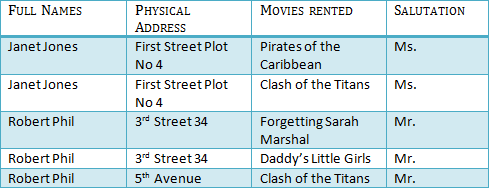 FULL NAMES PHYSICAL ADDRESS MOVIES RENTED SALUTATION
Janet Jones First Street Plot No 4 Pirates of the Caribbean Ms.
Janet Jones First Street Plot No 4 Clash of the Titans Ms.
Robert Phil 3rd Street 34 Forgetting Sarah Marshal Mr.
Robert Phil 3rd Street 34 Daddy's Little Girls Mr.
Robert Phil 5th Avenue Clash of the Titans Mr.